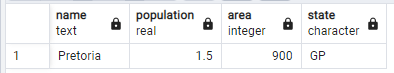 name population area state
text real integer character
1 Pretoria 1.5 900 GP